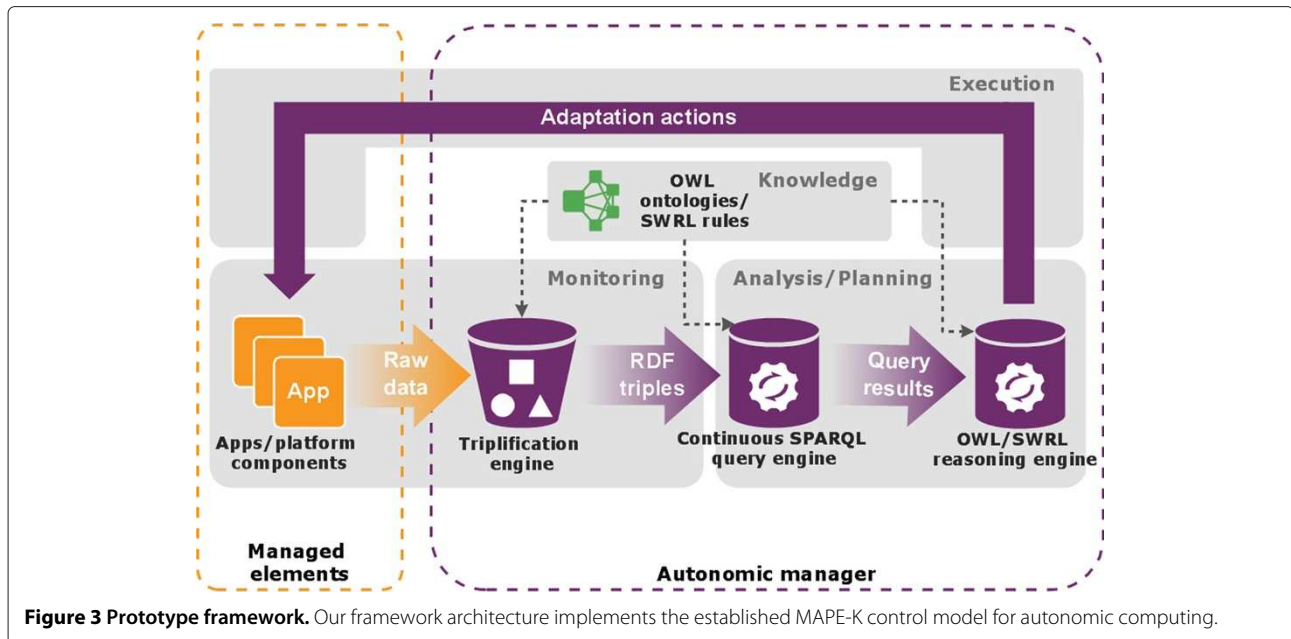 Execution
Adaptation actions
OWL
ontologies/
SWRL rules
Knowledge
Monitoring
Analysis/Planning
App
Raw
data
RDF
triples
Query
results
Apps/platform
components
Triplification
engine
Continuous SPARQL
query engine
OWL/SWRL
reasoning engine
Managed
elements
Autonomic manager
Figure 3 Prototype framework. Our framework architecture implements the established MAPE-K control model for autonomic computing.